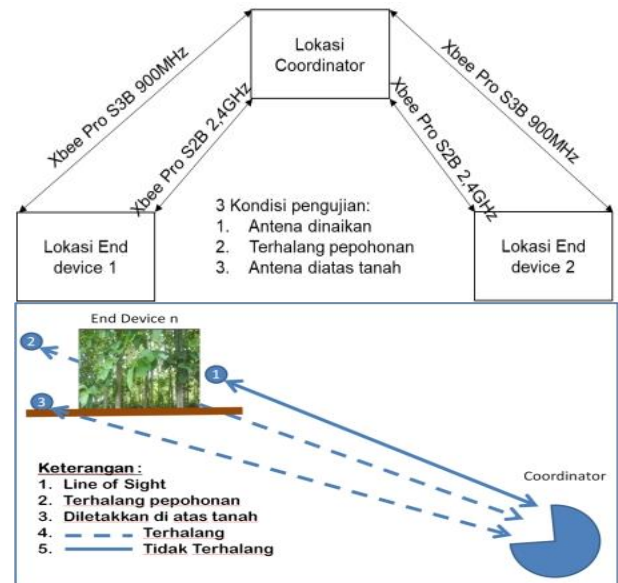 Lokasi
Coordinator
Xbee Pro S3B 900MHz
Xbee Pro S2B 2,4GHz
Xbee Pro S2B 2,4GHz
Xbee Pro S3B 900MHz
Lokasi End
device 1
3 Kondisi pengujian:
1. Antena dinaikan
2. Terhalang pepohonan
3. Antena diatas tanah
Lokasi End
device 2
End Device n
2
1
3
Keterangan :
1. Line of Sight
2. Terhalang pepohonan
3. Diletakkan di atas tanah
4. Terhalang
5. Tidak Terhalang
Coordinator